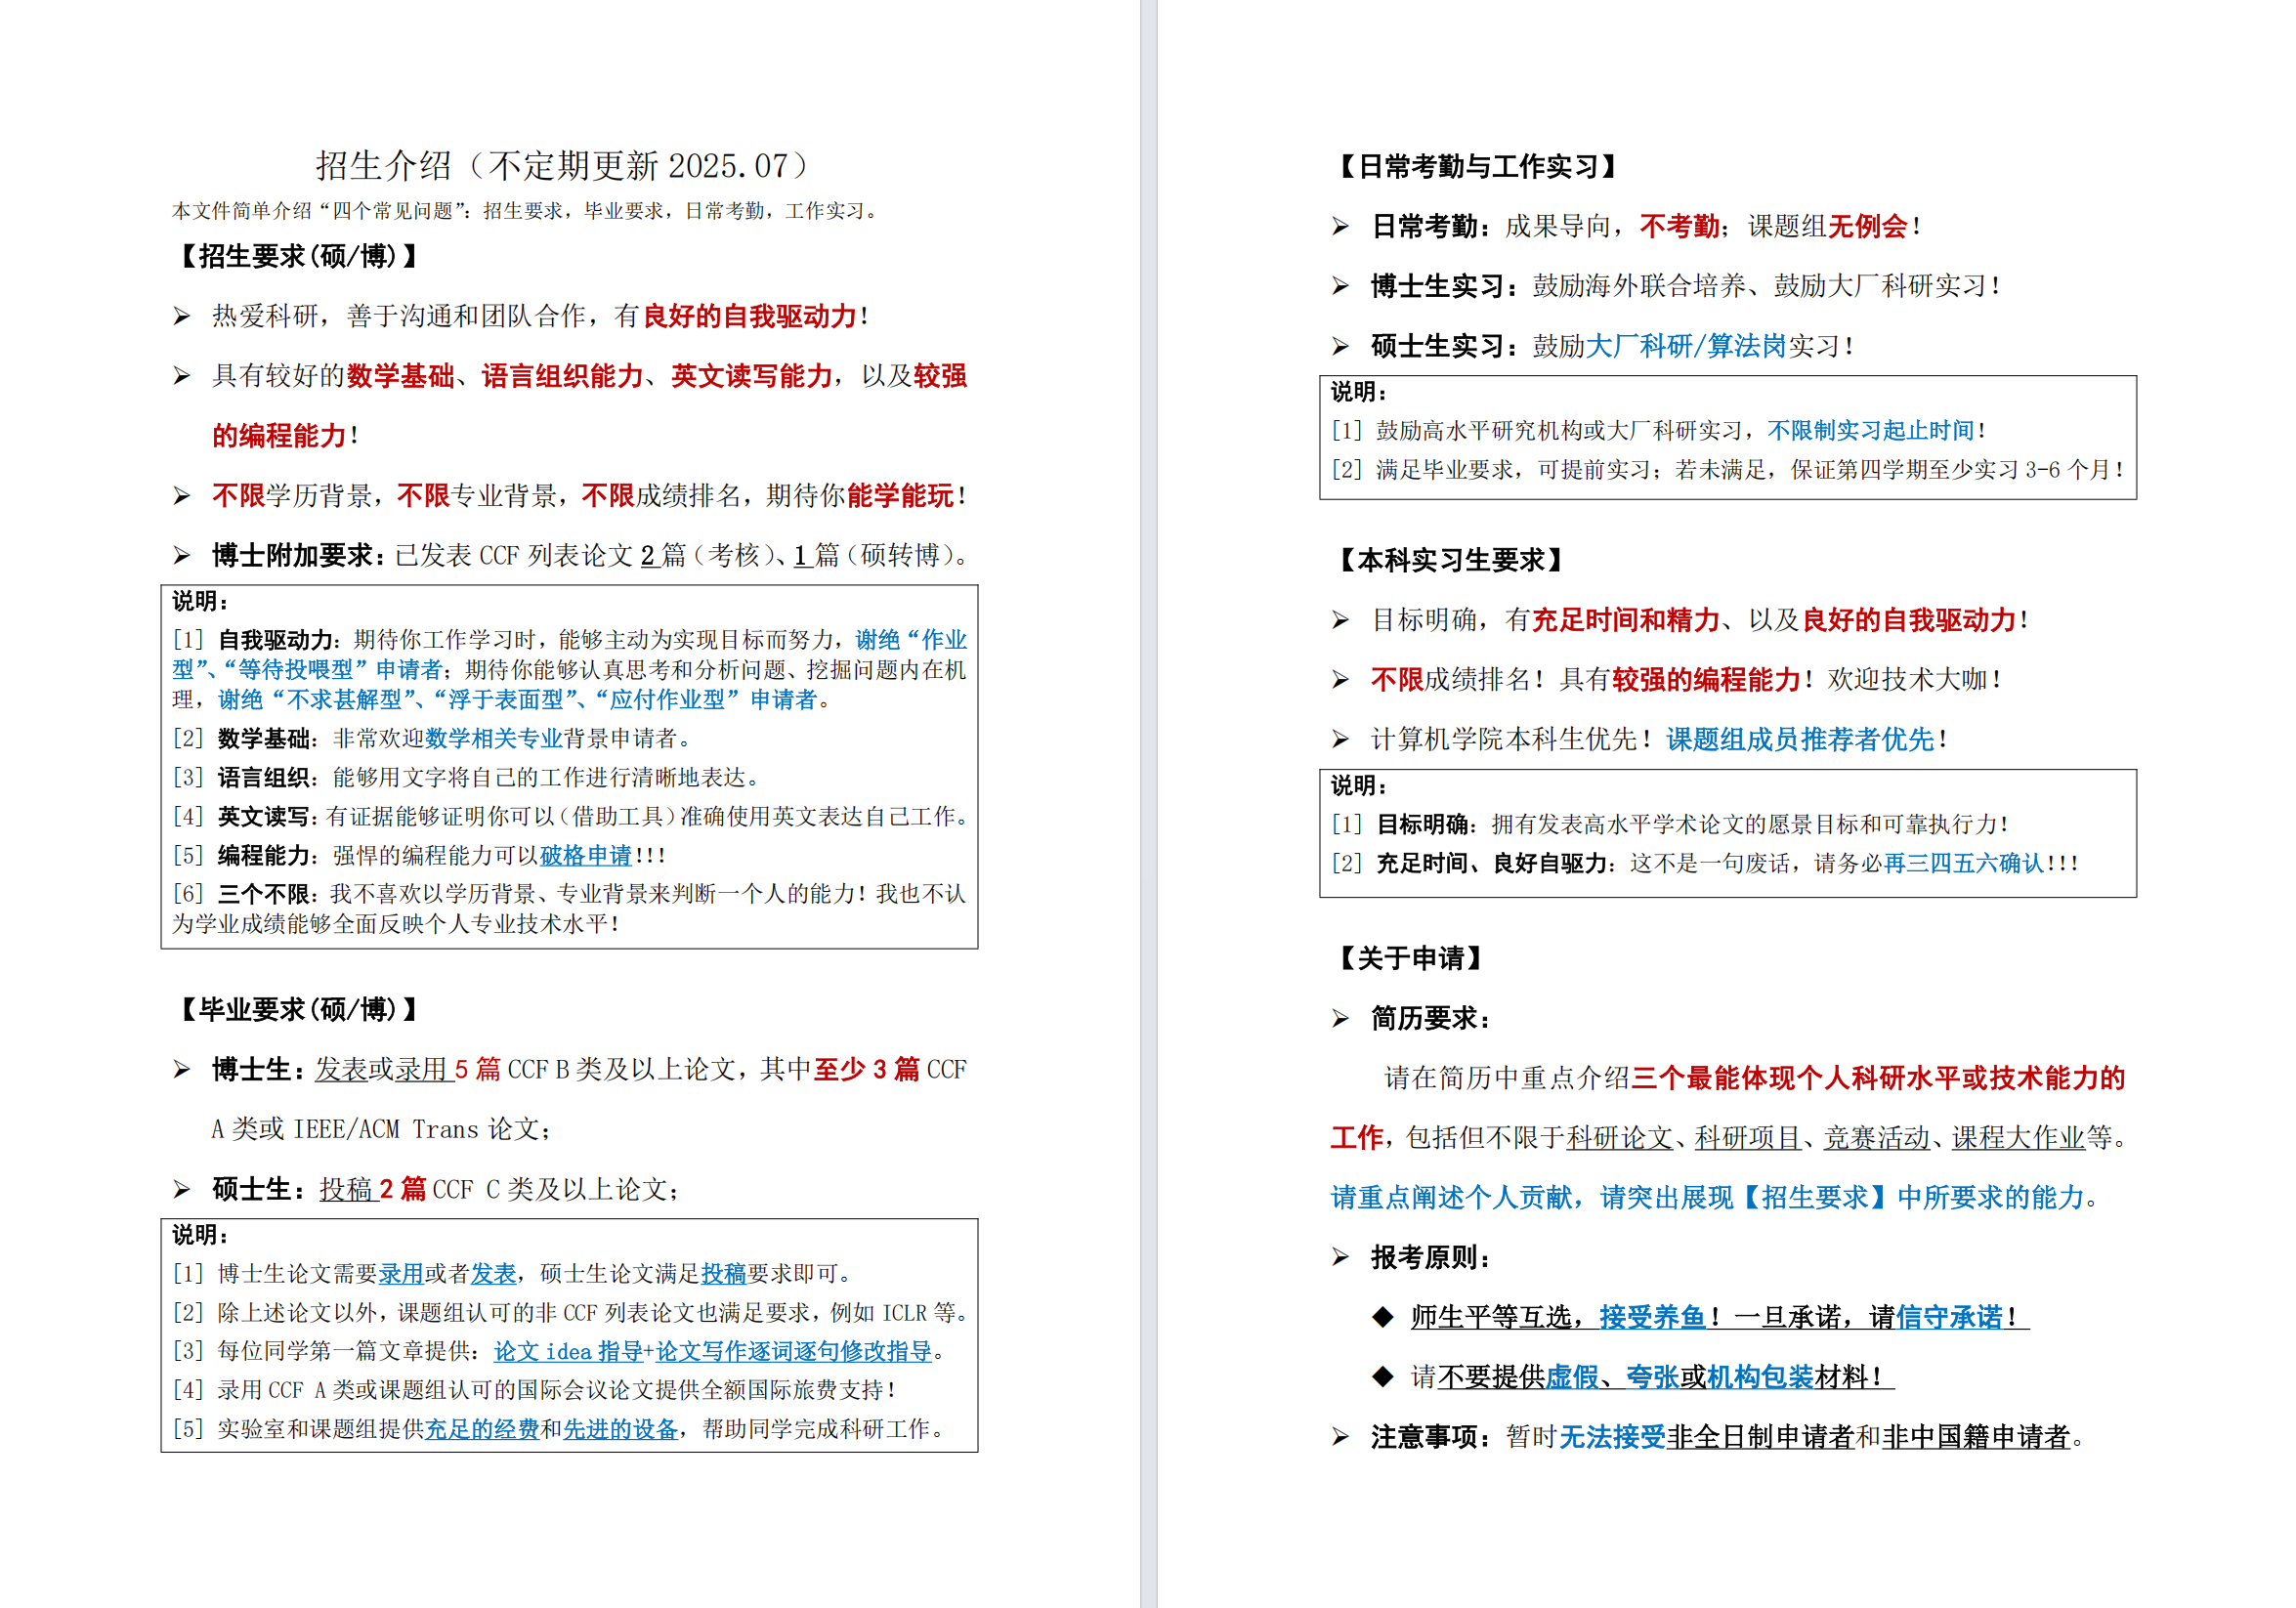 招生介绍（不定期更新 2025.07）
本文件简单介绍“四个常见问题”：招生要求，毕业要求，日常考勤，工作实习。
【招生要求(硕/博)】
➢ 热爱科研，善于沟通和团队合作，有良好的自我驱动力！
➢ 具有较好的数学基础、语言组织能力、英文读写能力，以及较强
的编程能力！
➢ 不限学历背景，不限专业背景，不限成绩排名，期待你能学能玩！
➢ 博士附加要求：已发表 CCF 列表论文 2 篇（考核）、1 篇（硕转博）。
说明：
[1] 自我驱动力：期待你工作学习时，能够主动为实现目标而努力，谢绝“作业
型”、“等待投喂型”申请者；期待你能够认真思考和分析问题、挖掘问题内在机
理，谢绝“不求甚解型”、“浮于表面型”、“应付作业型”申请者。
[2] 数学基础：非常欢迎数学相关专业背景申请者。
[3] 语言组织：能够用文字将自己的工作进行清晰地表达。
[4] 英文读写：有证据能够证明你可以（借助工具）准确使用英文表达自己工作。
[5] 编程能力：强悍的编程能力可以破格申请!!!
[6] 三个不限：我不喜欢以学历背景、专业背景来判断一个人的能力！我也不认
为学业成绩能够全面反映个人专业技术水平！
【毕业要求(硕/博)】
➢ 博士生：发表或录用 5 篇 CCF B 类及以上论文，其中至少 3 篇 CCF
A 类或 IEEE/ACM Trans 论文；
➢ 硕士生：投稿 2 篇 CCF C 类及以上论文；
说明：
[1] 博士生论文需要录用或者发表，硕士生论文满足投稿要求即可。
[2] 除上述论文以外，课题组认可的非 CCF 列表论文也满足要求，例如 ICLR 等。
[3] 每位同学第一篇文章提供：论文 idea 指导+论文写作逐词逐句修改指导。
[4] 录用 CCF A 类或课题组认可的国际会议论文提供全额国际旅费支持！
[5] 实验室和课题组提供充足的经费和先进的设备，帮助同学完成科研工作。
【日常考勤与工作实习】
➢ 日常考勤：成果导向，不考勤；课题组无例会！
➢ 博士生实习：鼓励海外联合培养、鼓励大厂科研实习！
➢ 硕士生实习：鼓励大厂科研/算法岗实习！
说明：
[1] 鼓励高水平研究机构或大厂科研实习，不限制实习起止时间！
[2] 满足毕业要求，可提前实习；若未满足，保证第四学期至少实习 3-6 个月！
【本科实习生要求】
➢ 目标明确，有充足时间和精力、以及良好的自我驱动力！
➢ 不限成绩排名！具有较强的编程能力！欢迎技术大咖！
➢ 计算机学院本科生优先！课题组成员推荐者优先！
说明：
[1] 目标明确：拥有发表高水平学术论文的愿景目标和可靠执行力！
[2] 充足时间、良好自驱力：这不是一句废话，请务必再三四五六确认!!!
【关于申请】
➢ 简历要求：
请在简历中重点介绍三个最能体现个人科研水平或技术能力的
工作，包括但不限于科研论文、科研项目、竞赛活动、课程大作业等。
请重点阐述个人贡献，请突出展现【招生要求】中所要求的能力。
➢ 报考原则：
◆ 师生平等互选，接受养鱼！一旦承诺，请信守承诺！
◆ 请不要提供虚假、夸张或机构包装材料！
➢ 注意事项：暂时无法接受非全日制申请者和非中国籍申请者。